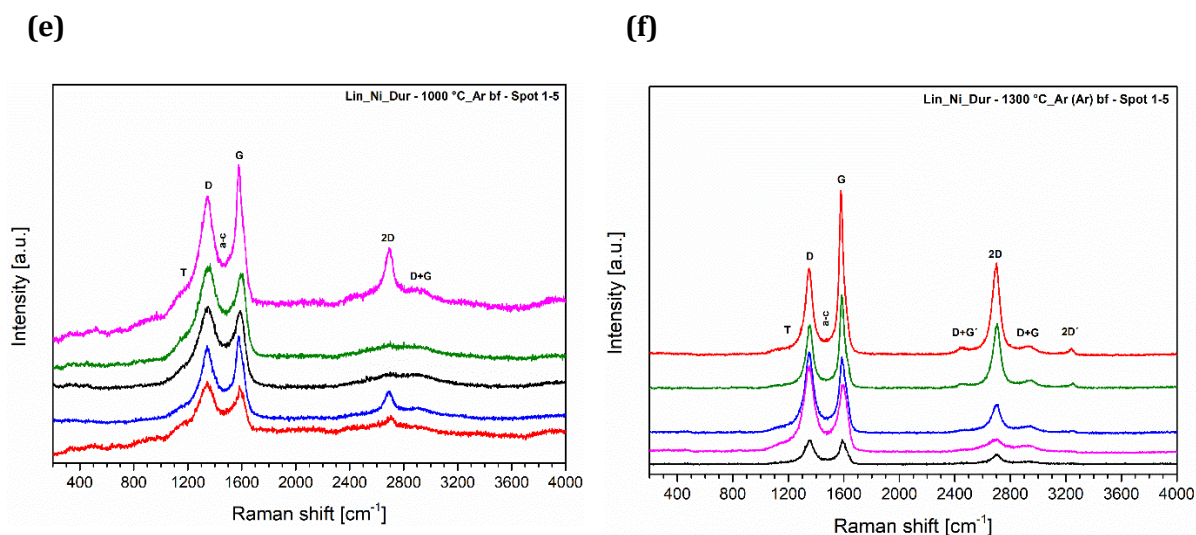 (e)
(f)
Lin_Ni_Dur - 1000 °C_Ar bf - Spot 1-5
G
D
a-c
T
2D
D+G
Intensity [a.u.]
400 800 1200 1600 2000 2400 2800 3200 3600 4000
Raman shift [cm⁻¹]
Lin_Ni_Dur - 1300 °C_Ar (Ar) bf - Spot 1-5
G
D
2D
a-c
T
D+G´
D+G
2D´
Intensity [a.u.]
400 800 1200 1600 2000 2400 2800 3200 3600 4000
Raman shift [cm⁻¹]